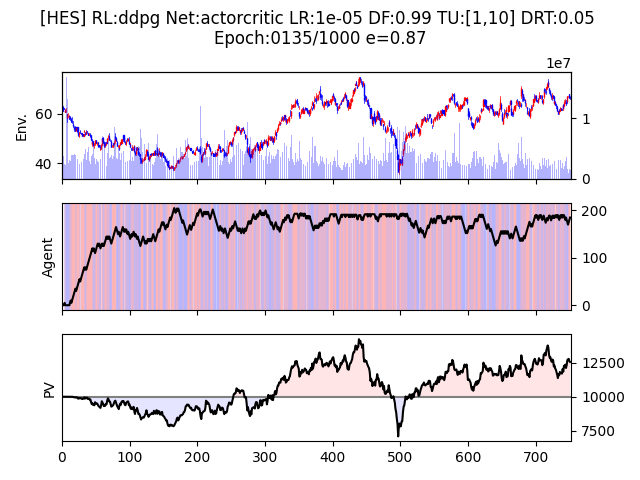 [HES] RL:ddpg Net:actorcritic LR:1e-05 DF:0.99 TU:[1,10] DRT:0.05
Epoch:0135/1000 e=0.87
1e7
Env.
60
40
1
0
Agent
200
100
0
PV
12500
10000
7500
0 100 200 300 400 500 600 700